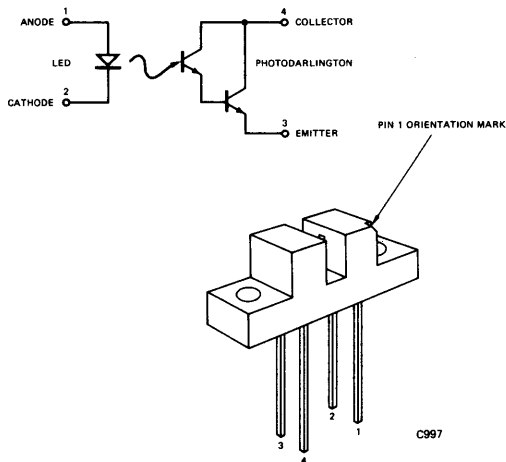 1
4
ANODE
COLLECTOR
LED
PHOTODARLINGTON
2
CATHODE
3
EMITTER
PIN 1 ORIENTATION MARK
2
1
3
4
C997